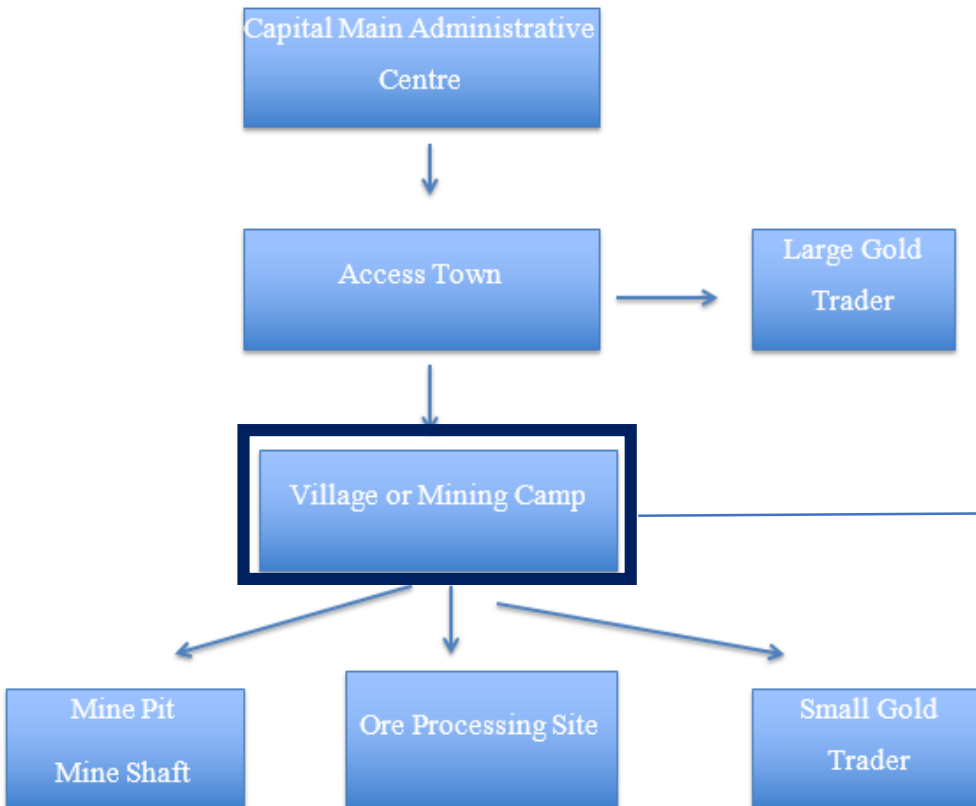 Capital Main Administrative
Centre
Access Town
Large Gold
Trader
Village or Mining Camp
Mine Pit
Mine Shaft
Ore Processing Site
Small Gold
Trader